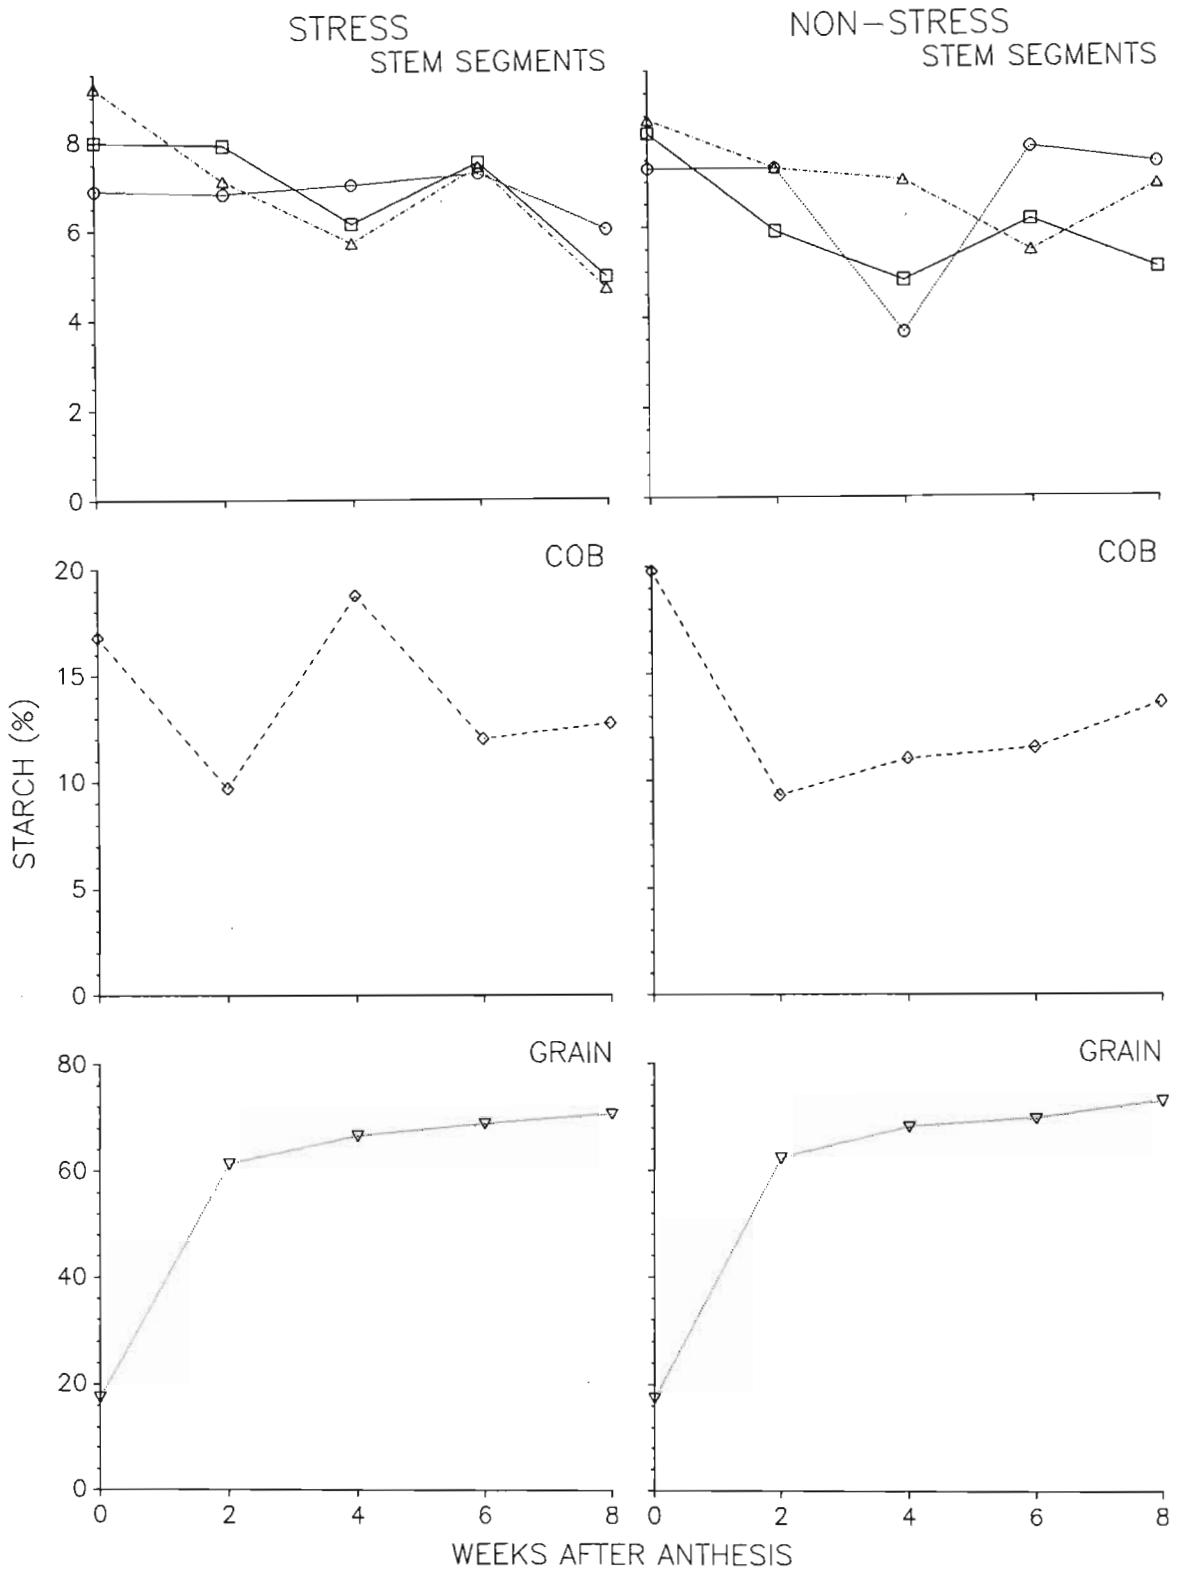 STRESS
STEM SEGMENTS
NON-STRESS
STEM SEGMENTS
8
6
4
2
0
COB
COB
20
15
10
5
0
STARCH (%)
GRAIN
GRAIN
80
60
40
20
0
0 2 4 6 8
0 2 4 6 8
WEEKS AFTER ANTHESIS